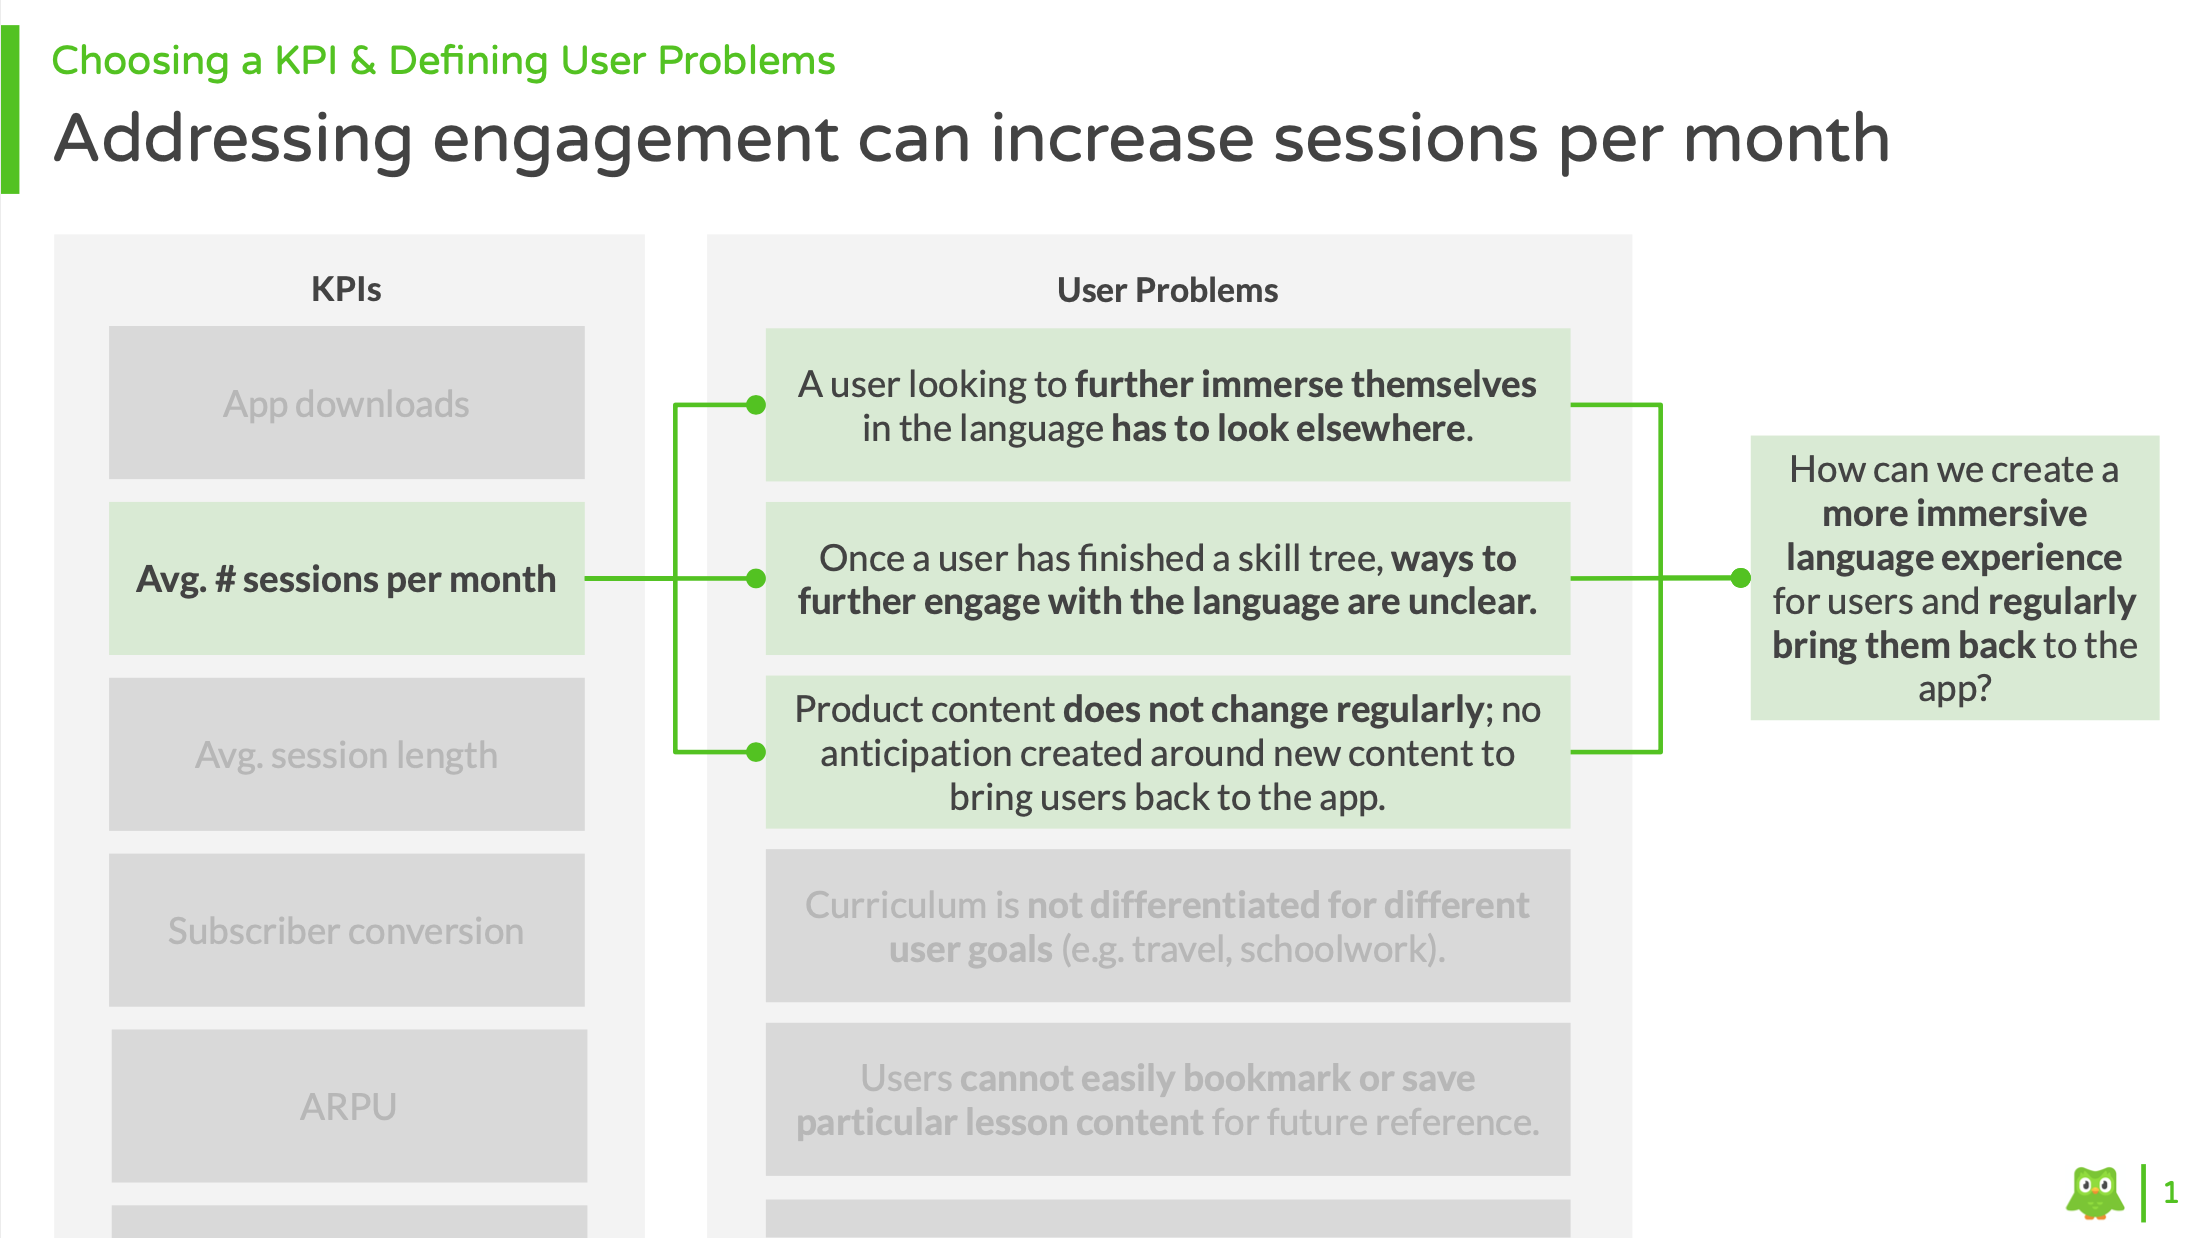 Choosing a KPI & Defining User Problems
Addressing engagement can increase sessions per month
KPIs
App downloads
Avg. # sessions per month
Avg. session length
Subscriber conversion
ARPU
User Problems
A user looking to further immerse themselves
in the language has to look elsewhere.
Once a user has finished a skill tree, ways to
further engage with the language are unclear.
Product content does not change regularly; no
anticipation created around new content to
bring users back to the app.
Curriculum is not differentiated for different
user goals (e.g. travel, schoolwork).
Users cannot easily bookmark or save
particular lesson content for future reference.
How can we create a
more immersive
language experience
for users and regularly
bring them back to the
app?
1